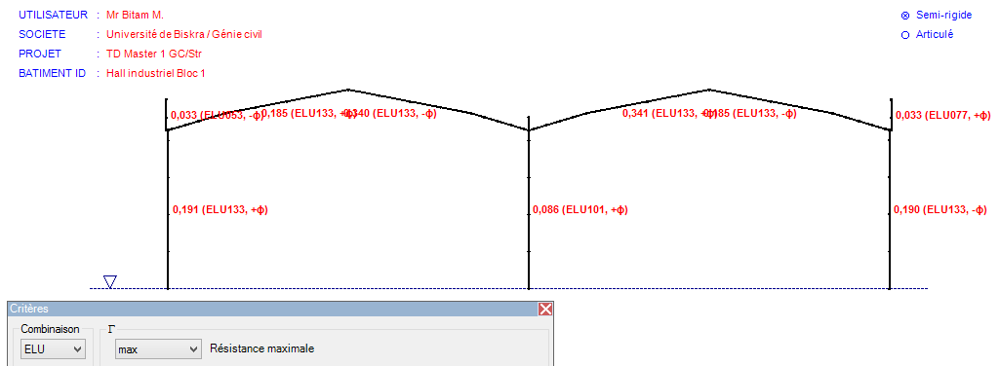 UTILISATEUR : Mr Bitam M.
SOCIETE : Université de Biskra / Génie civil
PROJET : TD Master 1 GC/Str
BATIMENT ID : Hall industriel Bloc 1
Semi-rigide
Articulé
0,033 (ELU053, -ϕ)
0,185 (ELU133, +ϕ)
0,340 (ELU133, -ϕ)
0,341 (ELU133, +ϕ)
0,185 (ELU133, -ϕ)
0,033 (ELU077, +ϕ)
0,191 (ELU133, +ϕ)
0,086 (ELU101, +ϕ)
0,190 (ELU133, -ϕ)
Critères
Combinaison
Γ
ELU
max
Résistance maximale